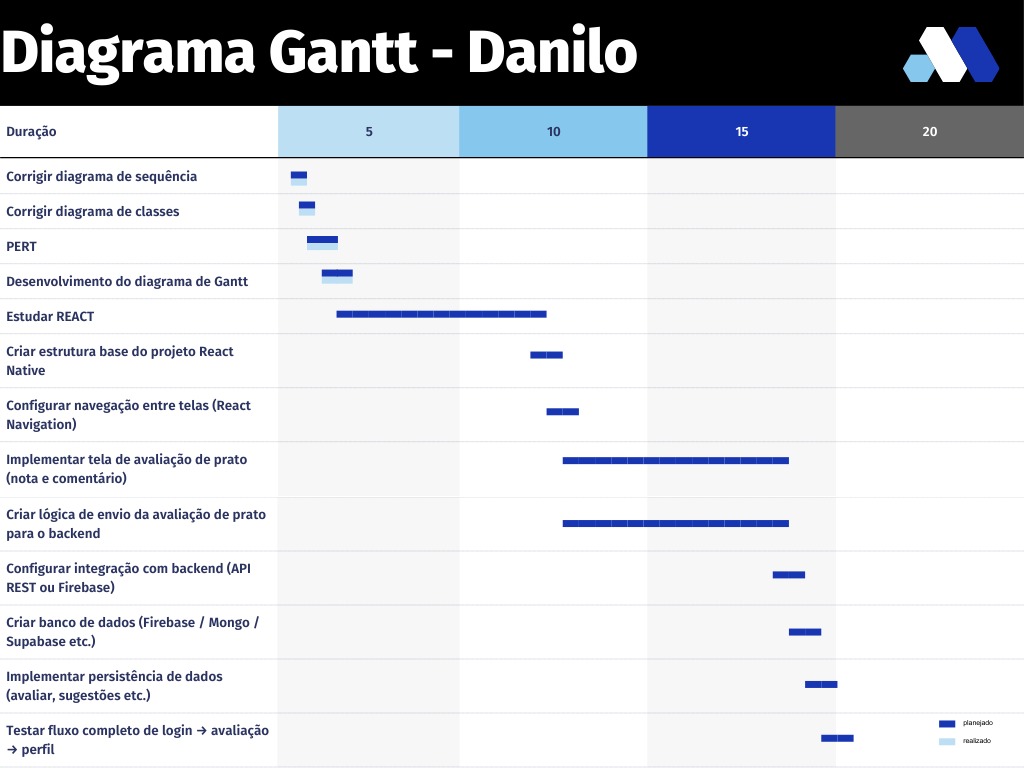 Diagrama Gantt - Danilo
Duração 5 10 15 20
Corrigir diagrama de sequência
Corrigir diagrama de classes
PERT
Desenvolvimento do diagrama de Gantt
Estudar REACT
Criar estrutura base do projeto React
Native
Configurar navegação entre telas (React
Navigation)
Implementar tela de avaliação de prato
(nota e comentário)
Criar lógica de envio da avaliação de prato
para o backend
Configurar integração com backend (API
REST ou Firebase)
Criar banco de dados (Firebase / Mongo /
Supabase etc.)
Implementar persistência de dados
(avaliar, sugestões etc.)
Testar fluxo completo de login → avaliação
→ perfil
planejado
realizado